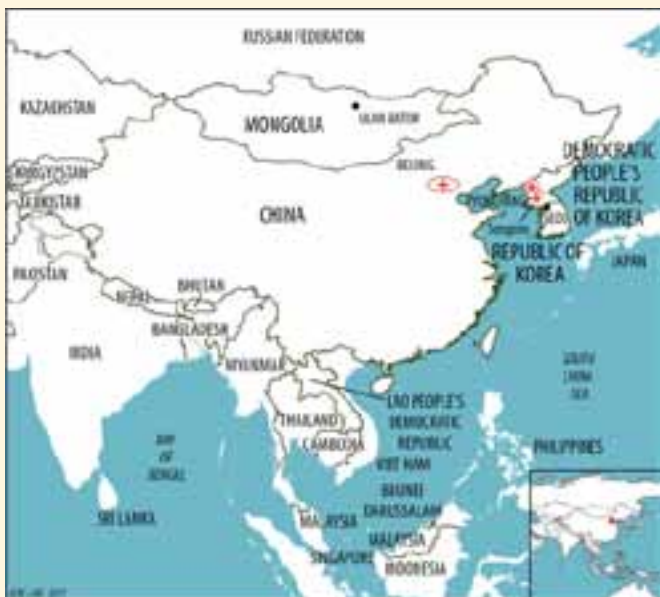 RUSSIAN FEDERATION
KAZAKHSTAN
MONGOLIA
ULAN BATOR
BEIJING
KYRGYPSTAN
TAJIKISTAB
CHINA
DEMOCRATIC
PEOPLE'S
REPUBLIC
OF KOREA
REPUBLIC OF
KOREA
JAPAN
PAKISTAN
NEPAL
BHUTAN
BANGLADESH
INDIA
MYANMAR
SOUTH
CHINA
SEA
LAO PEOPLE'S
DEMOCRATIC
REPUBLIC
THAILAND
CAMBODIA
VIET NAM
PHILIPPINES
BAY
OF
BENGAL
SRI LANKA
BRUNEI
DARUSSALAM
MALAYSIA
MALAYSIA
SINGAPORE
INDONESIA